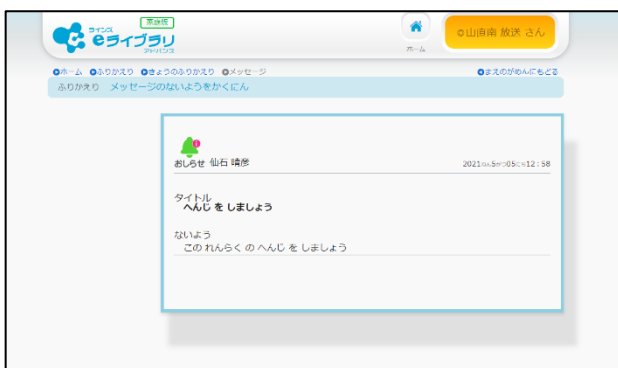 家庭版
ラインズ
eライブラリ
アドバンス
ホーム
山直南 放送 さん
ホーム ふりかえり きょうのふりかえり メッセージ
まえのがめんにもどる
ふりかえり メッセージのないようをかくにん
おしらせ 仙石 晴彦
2021ねん5がつ05にち12:58
タイトル
へんじ を しましょう
ないよう
この れんらく の へんじ を しましょう